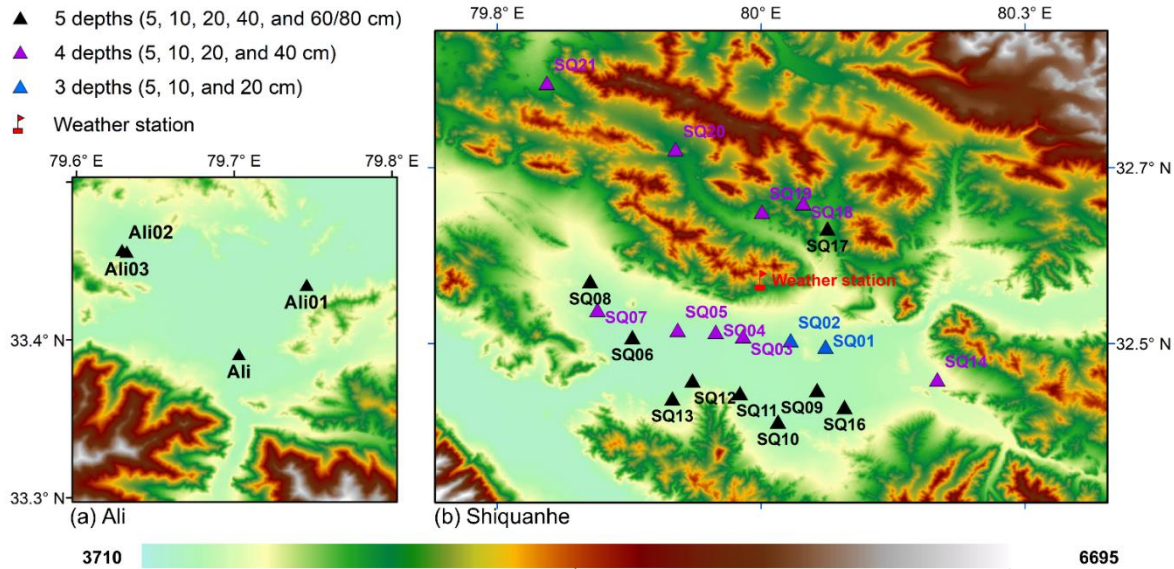 5 depths (5, 10, 20, 40, and 60/80 cm)
4 depths (5, 10, 20, and 40 cm)
3 depths (5, 10, and 20 cm)
Weather station
79.6° E
79.7° E
79.8° E
33.4° N
33.3° N
Ali02
Ali03
Ali01
Ali
(a) Ali
79.8° E
80° E
80.3° E
32.7° N
32.5° N
SQ21
SQ20
SQ19
SQ18
SQ17
Weather station
SQ08
SQ07
SQ06
SQ05
SQ04
SQ03
SQ02
SQ01
SQ14
SQ13
SQ12
SQ11
SQ10
SQ09
SQ16
(b) Shiquanhe
3710
6695